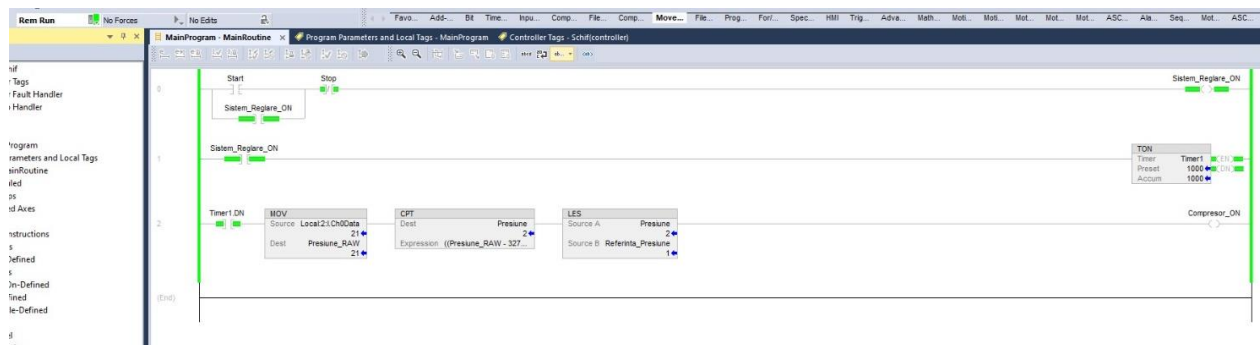 Rem Run No Forces No Edits
Favo... Add-... Bit Time... Inpu... Comp... File... Comp... Move... File... Prog... For/... Spec... HMI Trig... Adva... Math... Moti... Moti... Mot... Mot... Mot... ASC... Ala... Seq... Mot... ASC...
MainProgram - MainRoutine × Program Parameters and Local Tags - MainProgram Controller Tags - Schif(controller)
hif
r Tags
r Fault Handler
p Handler
Program
rameters and Local Tags
ainRoutine
led
ps
ed Axes
nstructions
s
Defined
s
On-Defined
fined
le-Defined
0
Start Stop Sistem_Reglare_ON
Sistem_Reglare_ON
1
Sistem_Reglare_ON
TON
Timer Timer1 EN
Preset 1000 DN
Accum 1000
2
Timer1.DN
MOV
Source Local:2:I.Ch0Data
21
Dest Presiune_RAW
21
CPT
Dest Presiune
2
Expression ((Presiune_RAW - 327...
LES
Source A Presiune
2
Source B Referinta_Presiune
1
Compresor_ON
(End)